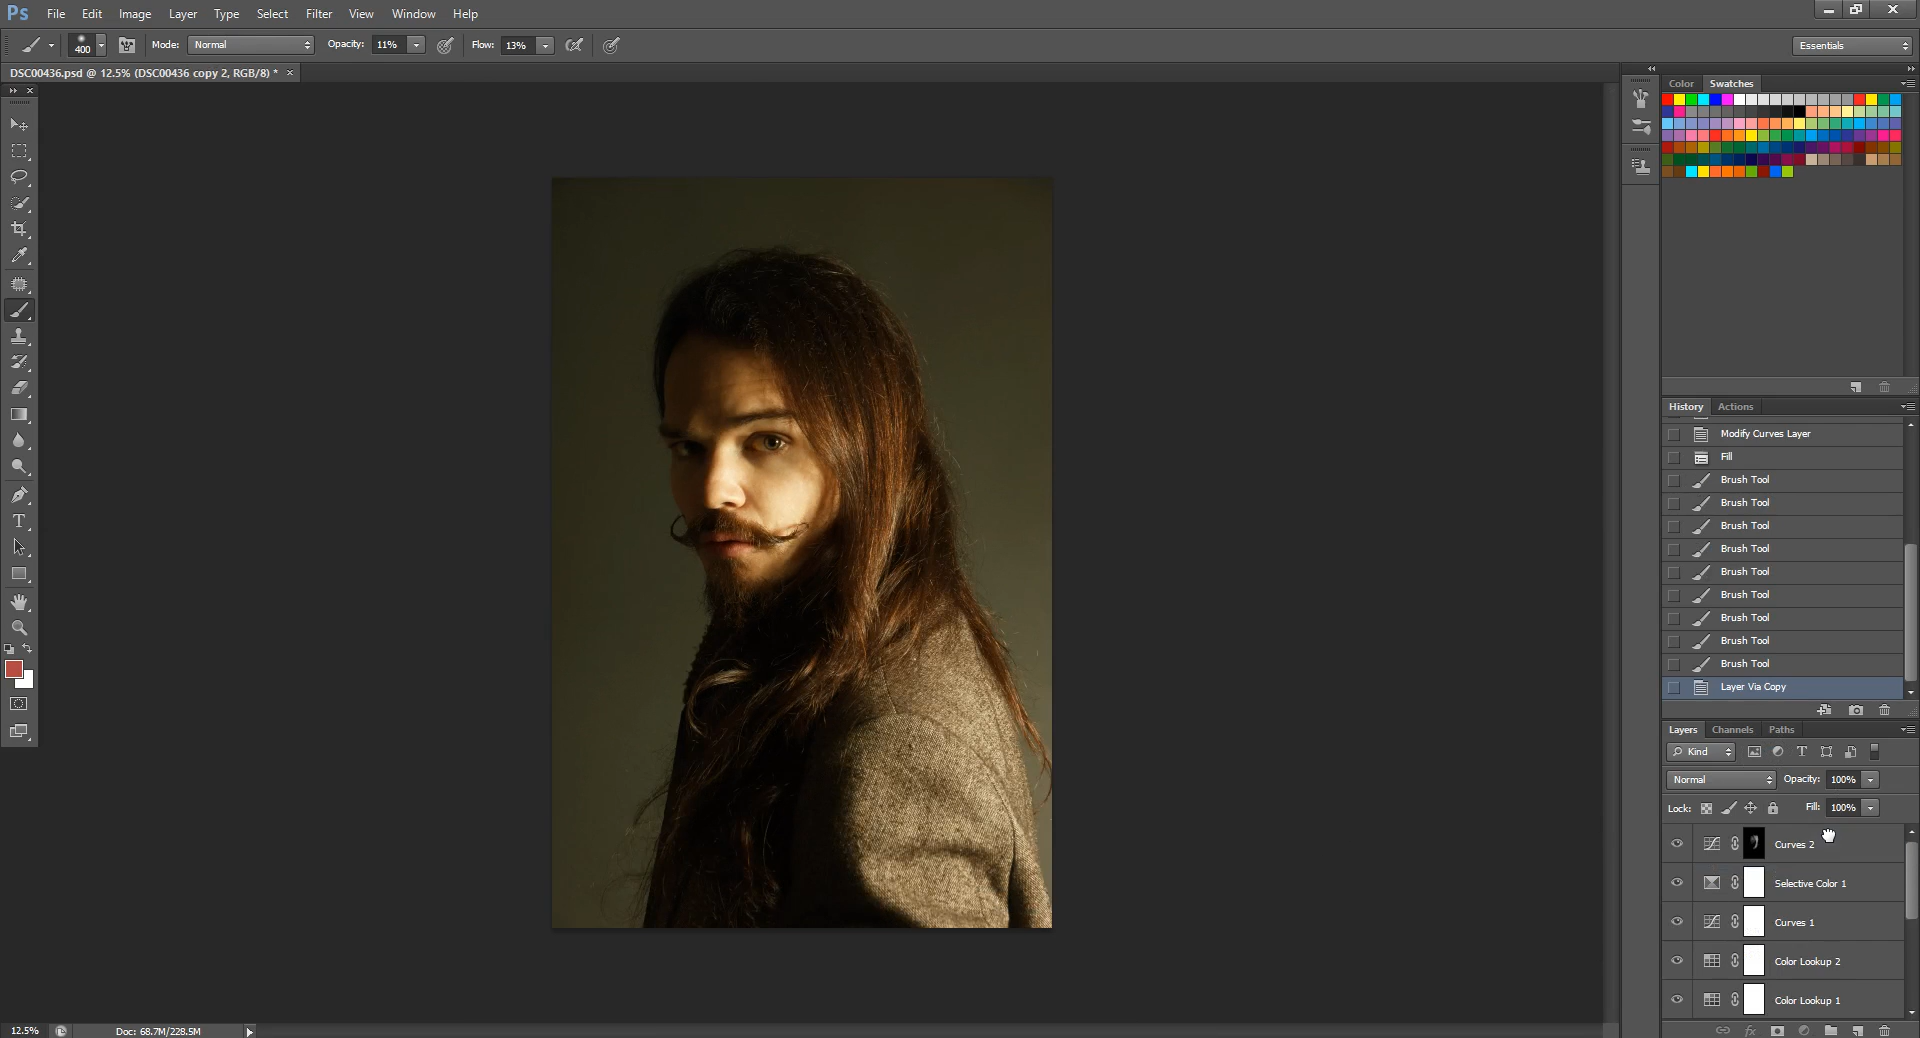 Ps File Edit Image Layer Type Select Filter View Window Help
400 Mode: Normal Opacity: 11% Flow: 13% Essentials
DSC00436.psd @ 12.5% (DSC00436 copy 2, RGB/8) *
Color Swatches
History Actions
Modify Curves Layer
Fill
Brush Tool
Brush Tool
Brush Tool
Brush Tool
Brush Tool
Brush Tool
Brush Tool
Brush Tool
Brush Tool
Layer Via Copy
Layers Channels Paths
Kind
Normal Opacity: 100%
Lock: Fill: 100%
Curves 2
Selective Color 1
Curves 1
Color Lookup 2
Color Lookup 1
fx
12.5% Doc: 68.7M/228.5M